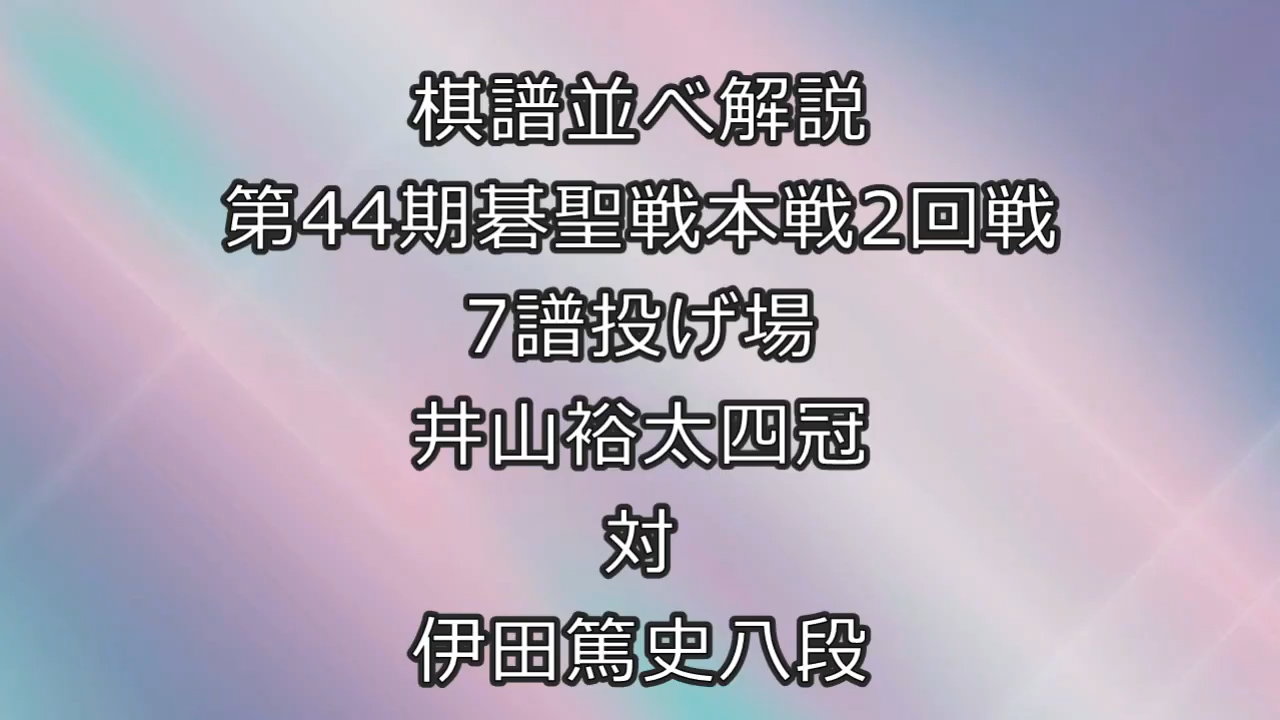 棋譜並べ解説
第44期碁聖戦本戦2回戦
7譜投げ場
井山裕太四冠
対
伊田篤史八段